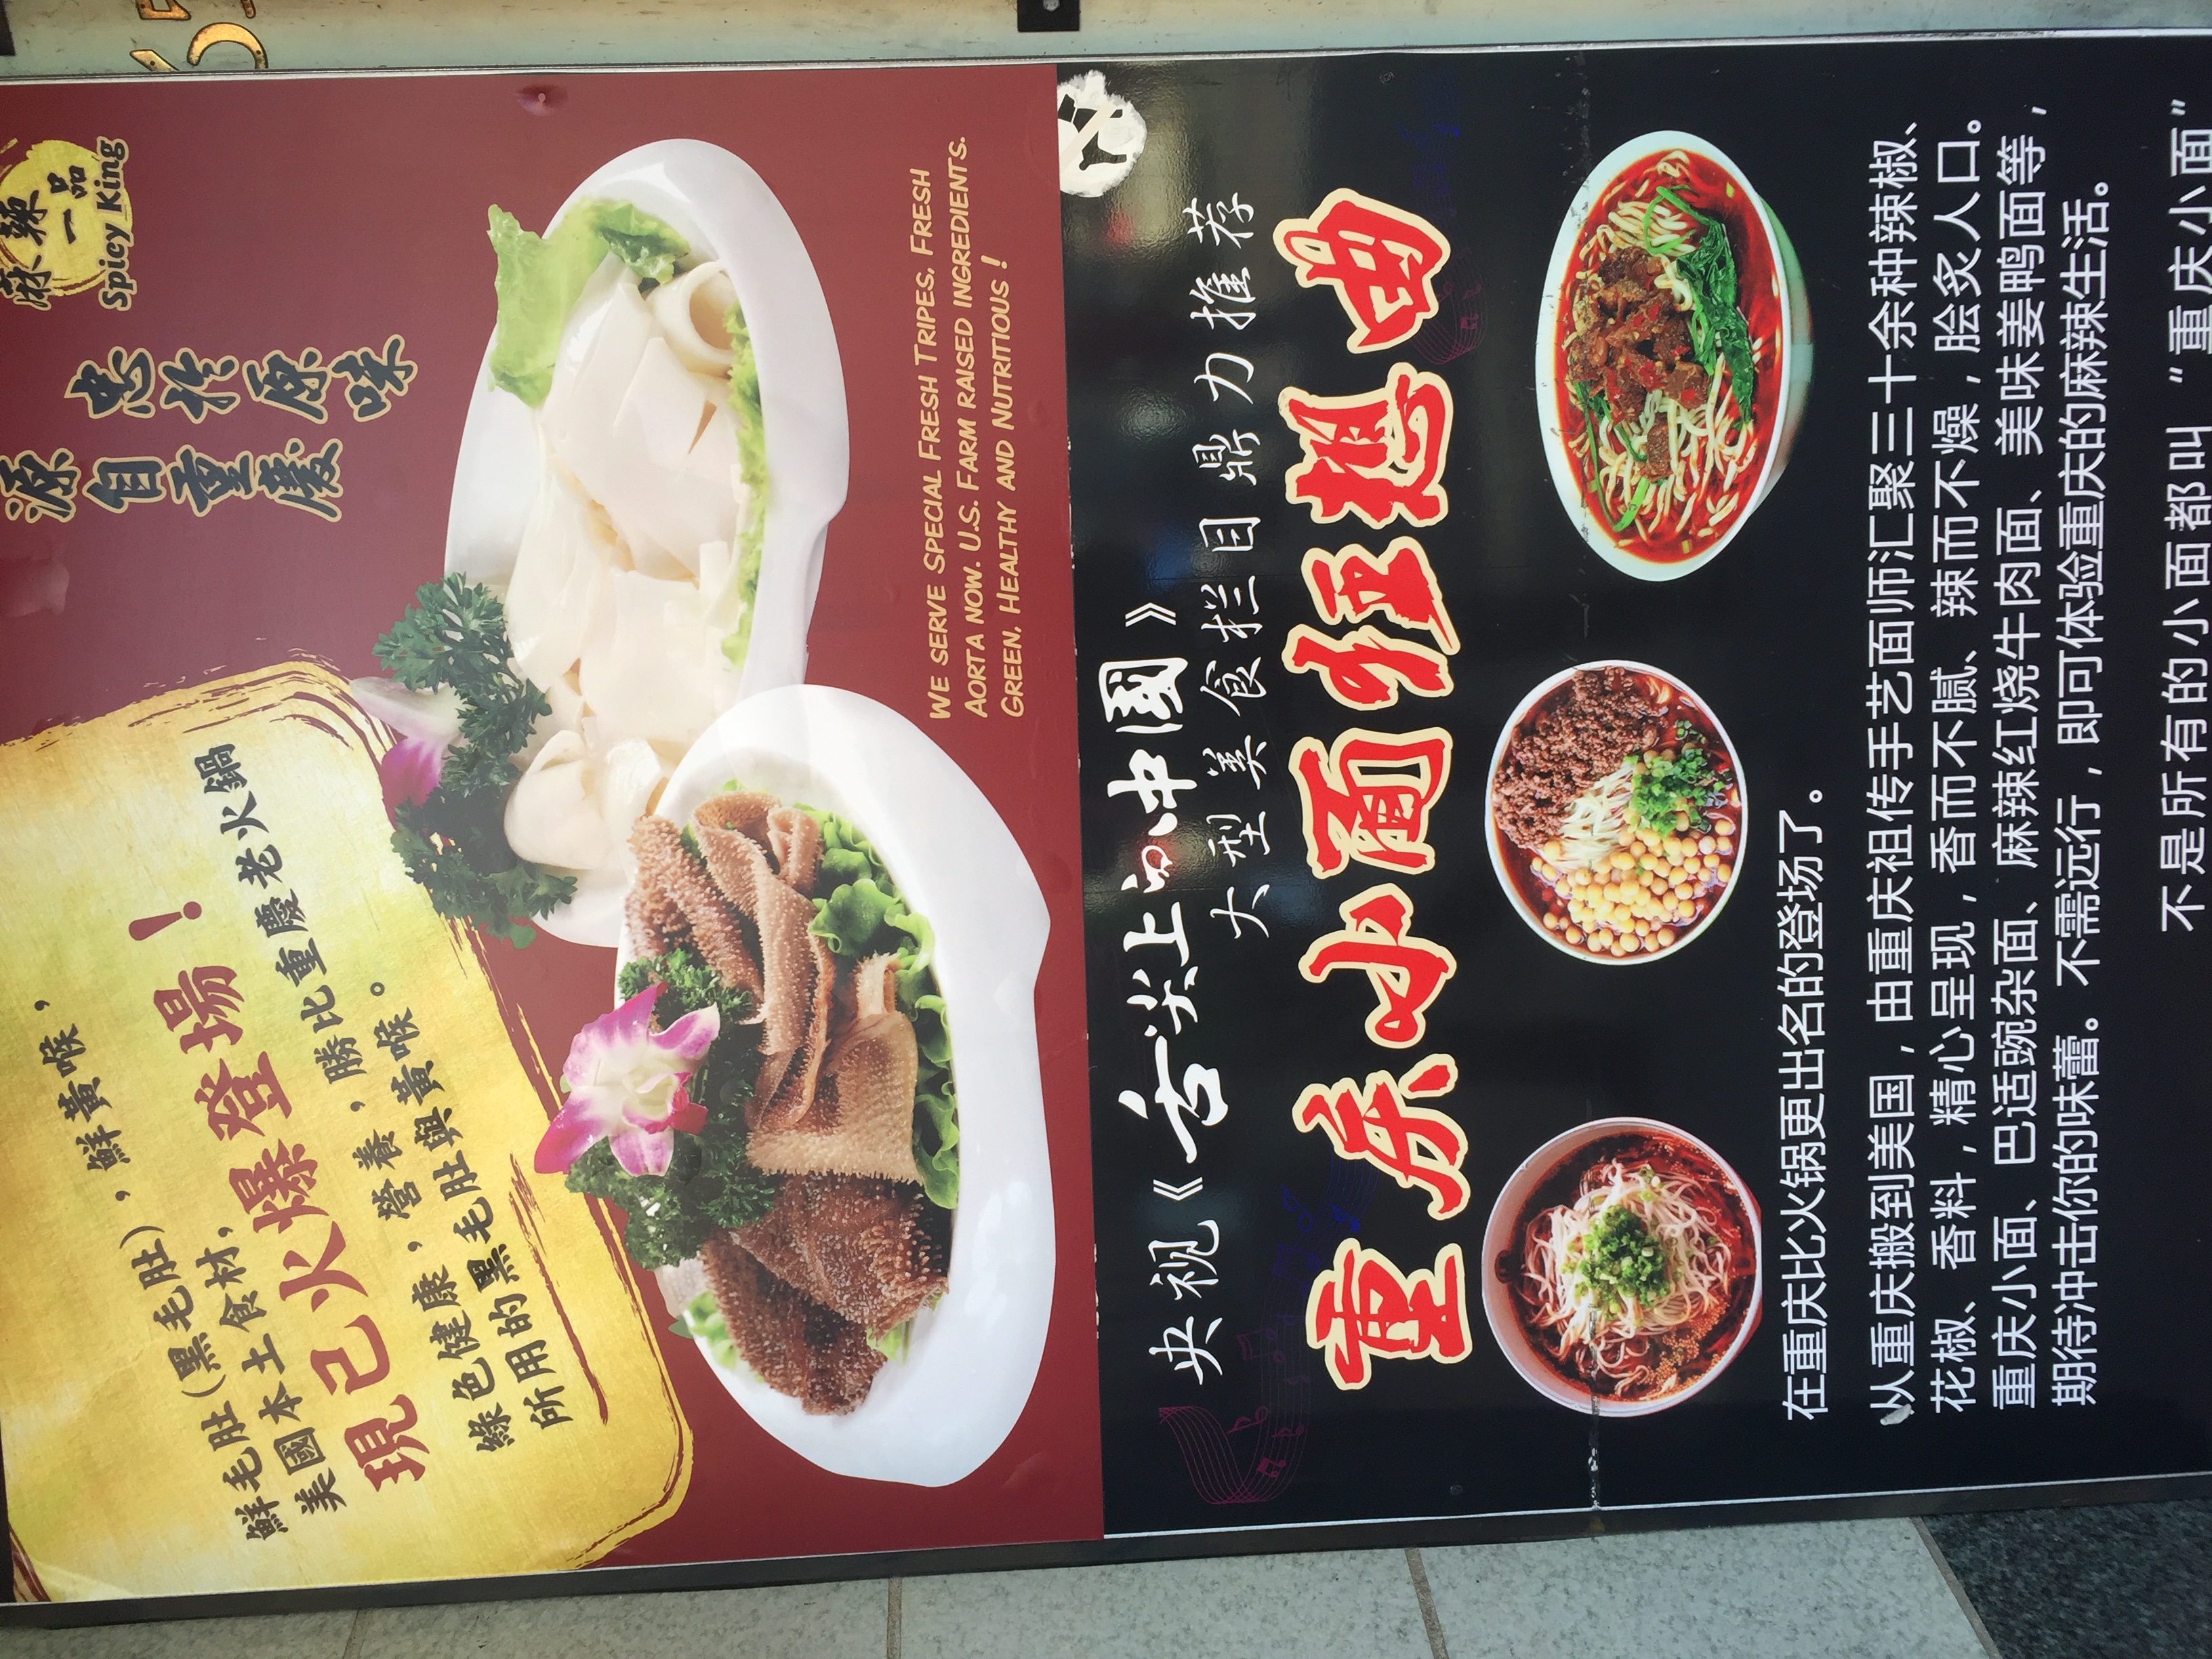 麻辣
一品
Spicy King
忠於原味
源自重慶
鮮毛肚(黑毛肚)，鮮黃喉，
美國本土食材,
現已火爆登場！
綠色健康，營養，勝比重慶老火鍋
所用的黑毛肚與黃喉。
WE SERVE SPECIAL FRESH TRIPES, FRESH
AORTA NOW. U.S. FARM RAISED INGREDIENTS.
GREEN, HEALTHY AND NUTRITIOUS !
央视《舌尖上的中國》
大型美食栏目鼎力推荐
重庆小面狂想曲
在重庆比火锅更出名的登场了。
从重庆搬到美国，由重庆祖传手艺面师汇聚三十余种辣椒、
花椒、香料，精心呈现，香而不腻、辣而不燥，脍炙人口。
重庆小面、巴适豌杂面、麻辣红烧牛肉面、美味姜鸭面等，
期待冲击你的味蕾。不需远行，即可体验重庆的麻辣生活。
不是所有的小面都叫“重庆小面”